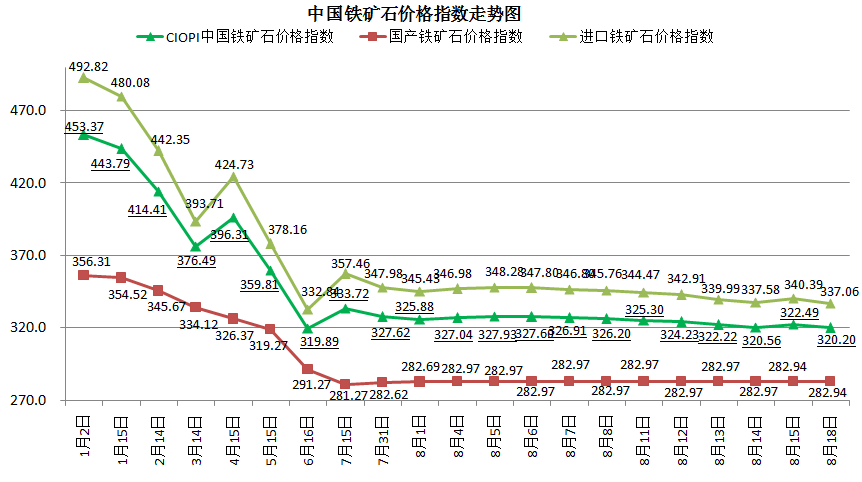 中国铁矿石价格指数走势图
CIOPI中国铁矿石价格指数 国产铁矿石价格指数 进口铁矿石价格指数
470.0
420.0
370.0
320.0
270.0
492.82 480.08 442.35 393.71 424.73 378.16 332.84 357.46 347.98 345.43 346.98 348.28 347.80 346.80 345.76 344.47 342.91 339.99 337.58 340.39 337.06
453.37 443.79 414.41 376.49 396.31 359.81 319.89 333.72 327.62 325.88 327.04 327.93 327.68 326.91 326.20 325.30 324.23 322.22 320.56 322.49 320.20
356.31 354.52 345.67 334.12 326.37 319.27 291.27 281.27 282.62 282.69 282.97 282.97 282.97 282.97 282.97 282.97 282.97 282.97 282.97 282.94 282.94
1月2日 1月15日 2月14日 3月14日 4月15日 5月15日 6月16日 7月15日 7月31日 8月1日 8月4日 8月5日 8月6日 8月7日 8月8日 8月11日 8月12日 8月13日 8月14日 8月15日 8月18日